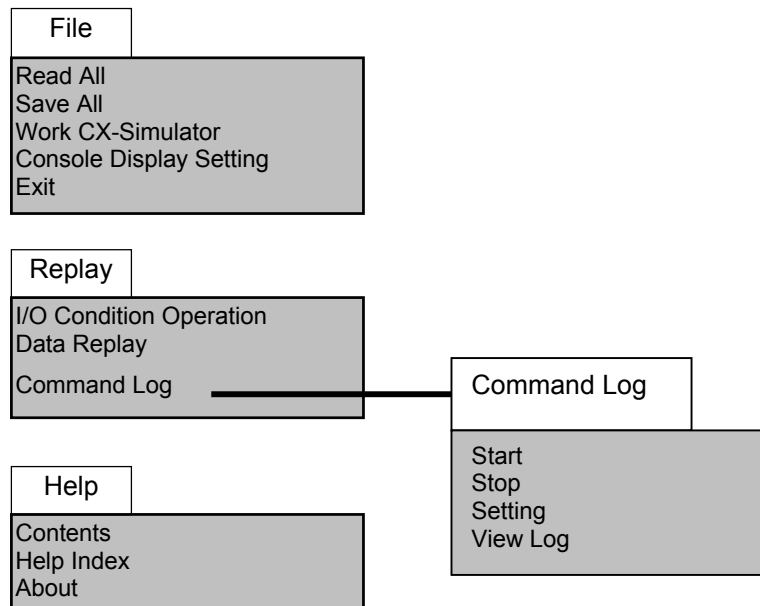 File
Read All
Save All
Work CX-Simulator
Console Display Setting
Exit
Replay
I/O Condition Operation
Data Replay
Command Log
Command Log
Start
Stop
Setting
View Log
Help
Contents
Help Index
About